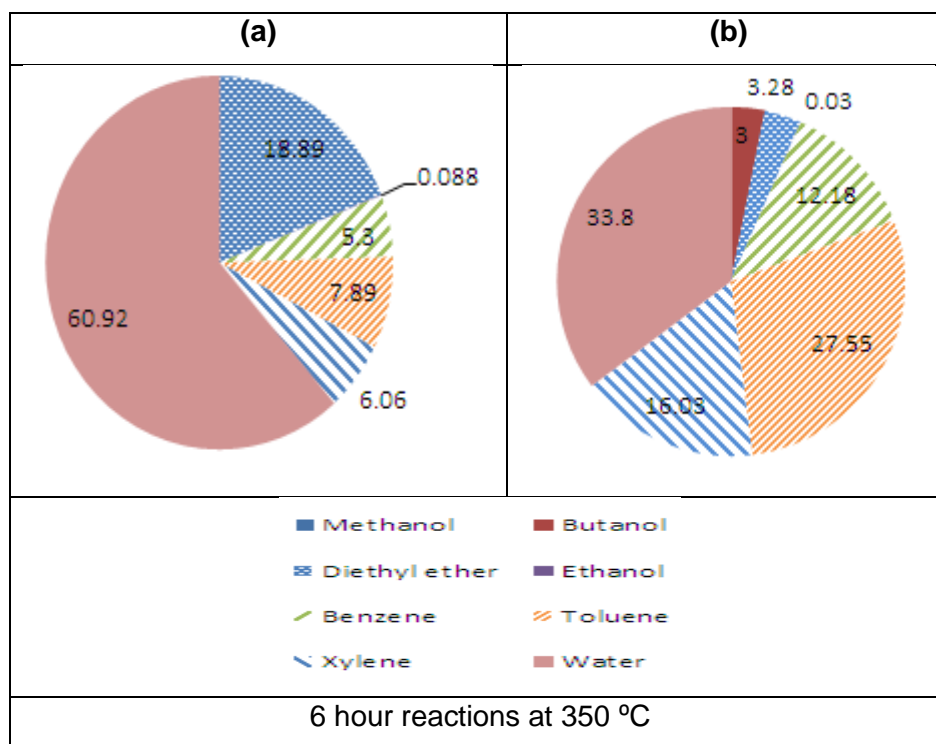 (a)
(b)
18.89
0.088
5.3
7.89
6.06
60.92
3
3.28
0.03
12.18
27.55
16.03
33.8
Methanol
Butanol
Diethyl ether
Ethanol
Benzene
Toluene
Xylene
Water
6 hour reactions at 350 ºC